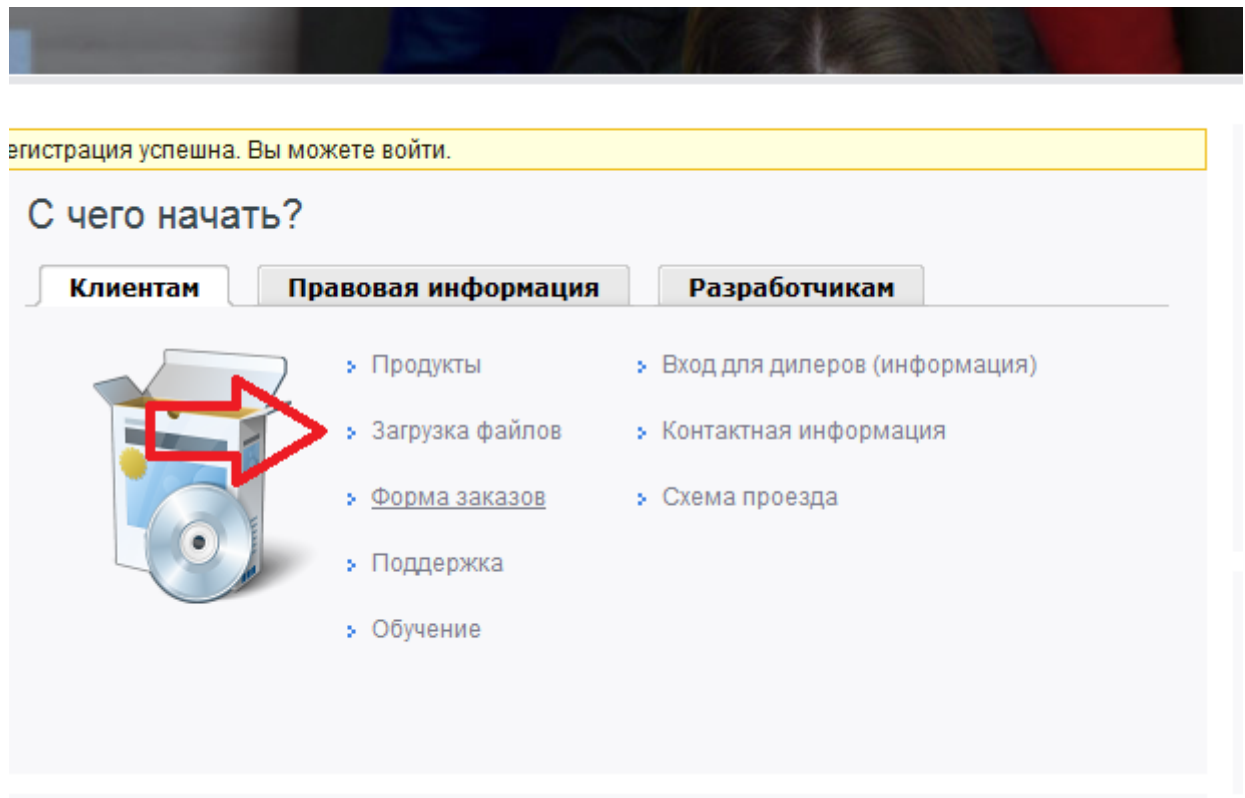 егистрация успешна. Вы можете войти.
С чего начать?
Клиентам Правовая информация Разработчикам
Продукты
Загрузка файлов
Форма заказов
Поддержка
Обучение
Вход для дилеров (информация)
Контактная информация
Схема проезда